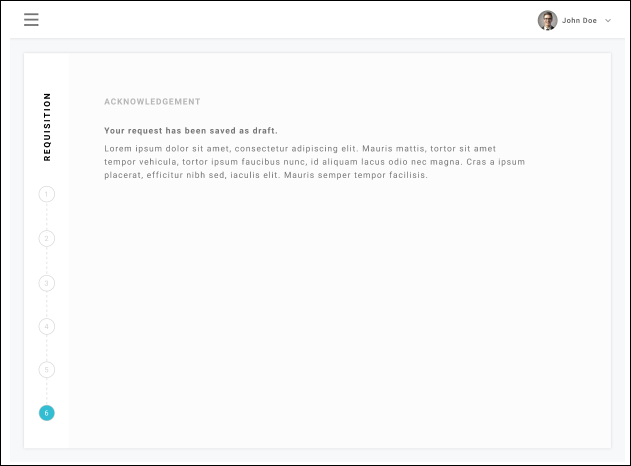 John Doe
REQUISITION
ACKNOWLEDGEMENT
Your request has been saved as draft.
Lorem ipsum dolor sit amet, consectetur adipiscing elit. Mauris mattis, tortor sit amet
tempor vehicula, tortor ipsum faucibus nunc, id aliquam lacus odio nec magna. Cras a ipsum
placerat, efficitur nibh sed, iaculis elit. Mauris semper tempor facilisis.
1
2
3
4
5
6